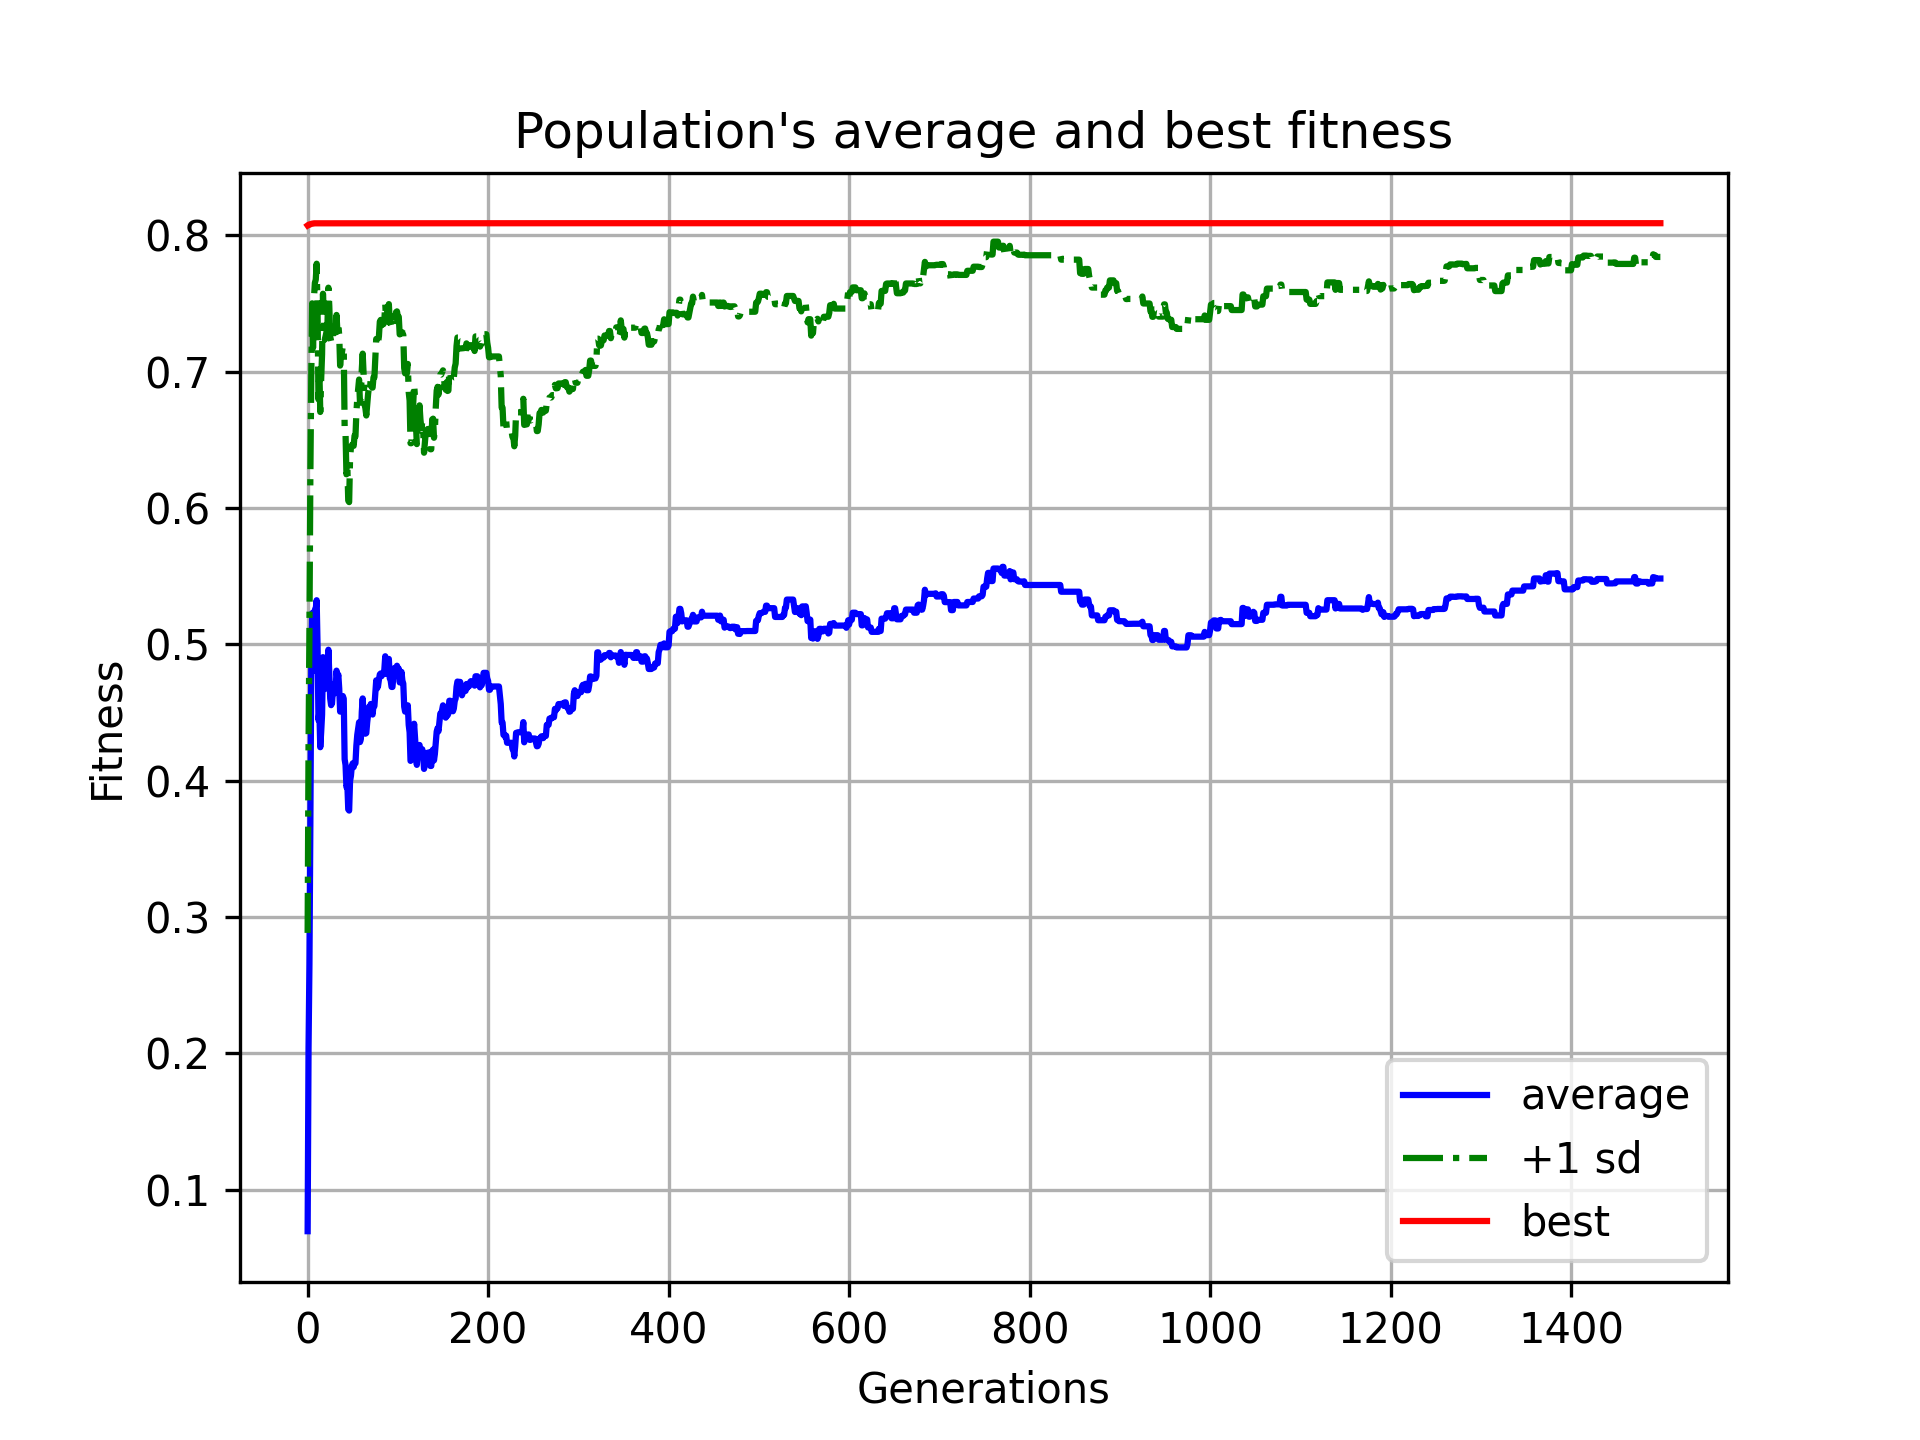 Population's average and best fitness
Fitness
0.8
0.7
0.6
0.5
0.4
0.3
0.2
0.1
0 200 400 600 800 1000 1200 1400
Generations
average
+1 sd
best